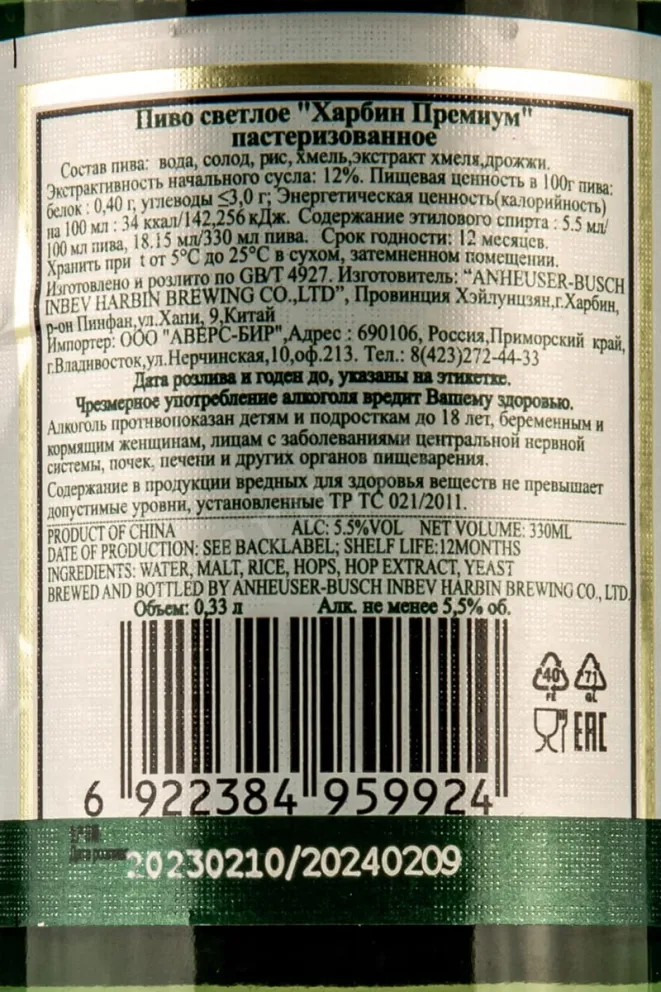 Пиво светлое "Харбин Премиум"
пастеризованное
Состав пива: вода, солод, рис, хмель,экстракт хмеля,дрожжи.
Экстрактивность начального сусла: 12%. Пищевая ценность в 100г пива:
белок : 0,40 г, углеводы ≤3,0 г; Энергетическая ценность(калорийность)
на 100 мл : 34 ккал/142,256 кДж. Содержание этилового спирта : 5.5 мл/
100 мл пива, 18.15 мл/330 мл пива. Срок годности: 12 месяцев.
Хранить при t от 5°C до 25°C в сухом, затемненном помещении.
Изготовлено и розлито по GB/T 4927. Изготовитель: “ANHEUSER-BUSCH
INBEV HARBIN BREWING CO.,LTD”, Провинция Хэйлунцзян,г.Харбин,
р-он Пинфан,ул.Хапи, 9,Китай
Импортер: ООО "АВЕРС-БИР",Адрес : 690106, Россия,Приморский край,
г.Владивосток,ул.Нерчинская,10,оф.213. Тел.: 8(423)272-44-33
Дата розлива и годен до, указаны на этикетке.
Чрезмерное употребление алкоголя вредит Вашему здоровью.
Алкоголь противопоказан детям и подросткам до 18 лет, беременным и
кормящим женщинам, лицам с заболеваниями центральной нервной
системы, почек, печени и других органов пищеварения.
Содержание в продукции вредных для здоровья веществ не превышает
допустимые уровни, установленные ТР ТС 021/2011.
PRODUCT OF CHINA ALC: 5.5%VOL NET VOLUME: 330ML
DATE OF PRODUCTION: SEE BACKLABEL; SHELF LIFE:12MONTHS
INGREDIENTS: WATER, MALT, RICE, HOPS, HOP EXTRACT, YEAST
BREWED AND BOTTLED BY ANHEUSER-BUSCH INBEV HARBIN BREWING CO., LTD.
Объем: 0,33 л Алк. не менее 5,5% об.
40 71
FE GL
EAC
6 922384 959924
20230210/20240209